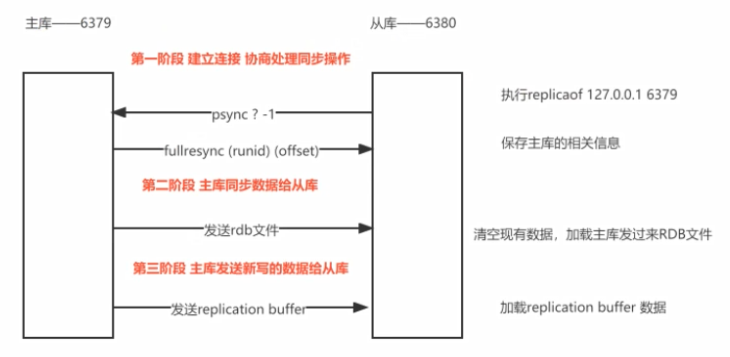 主库——6379
从库——6380
第一阶段 建立连接 协商处理同步操作
执行replicaof 127.0.0.1 6379
psync ? -1
保存主库的相关信息
fullresync (runid) (offset)
第二阶段 主库同步数据给从库
发送rdb文件
清空现有数据，加载主库发过来RDB文件
第三阶段 主库发送新写的数据给从库
发送replication buffer
加载replication buffer 数据